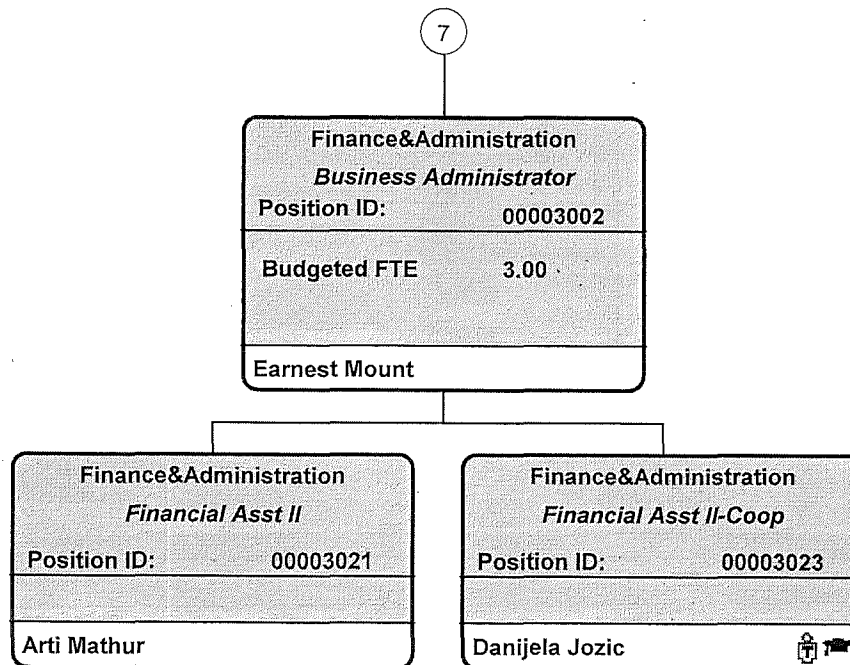 7
Finance&Administration
Business Administrator
Position ID: 00003002
Budgeted FTE 3.00
Earnest Mount
Finance&Administration
Financial Asst II
Position ID: 00003021
Arti Mathur
Finance&Administration
Financial Asst II-Coop
Position ID: 00003023
Danijela Jozic
T